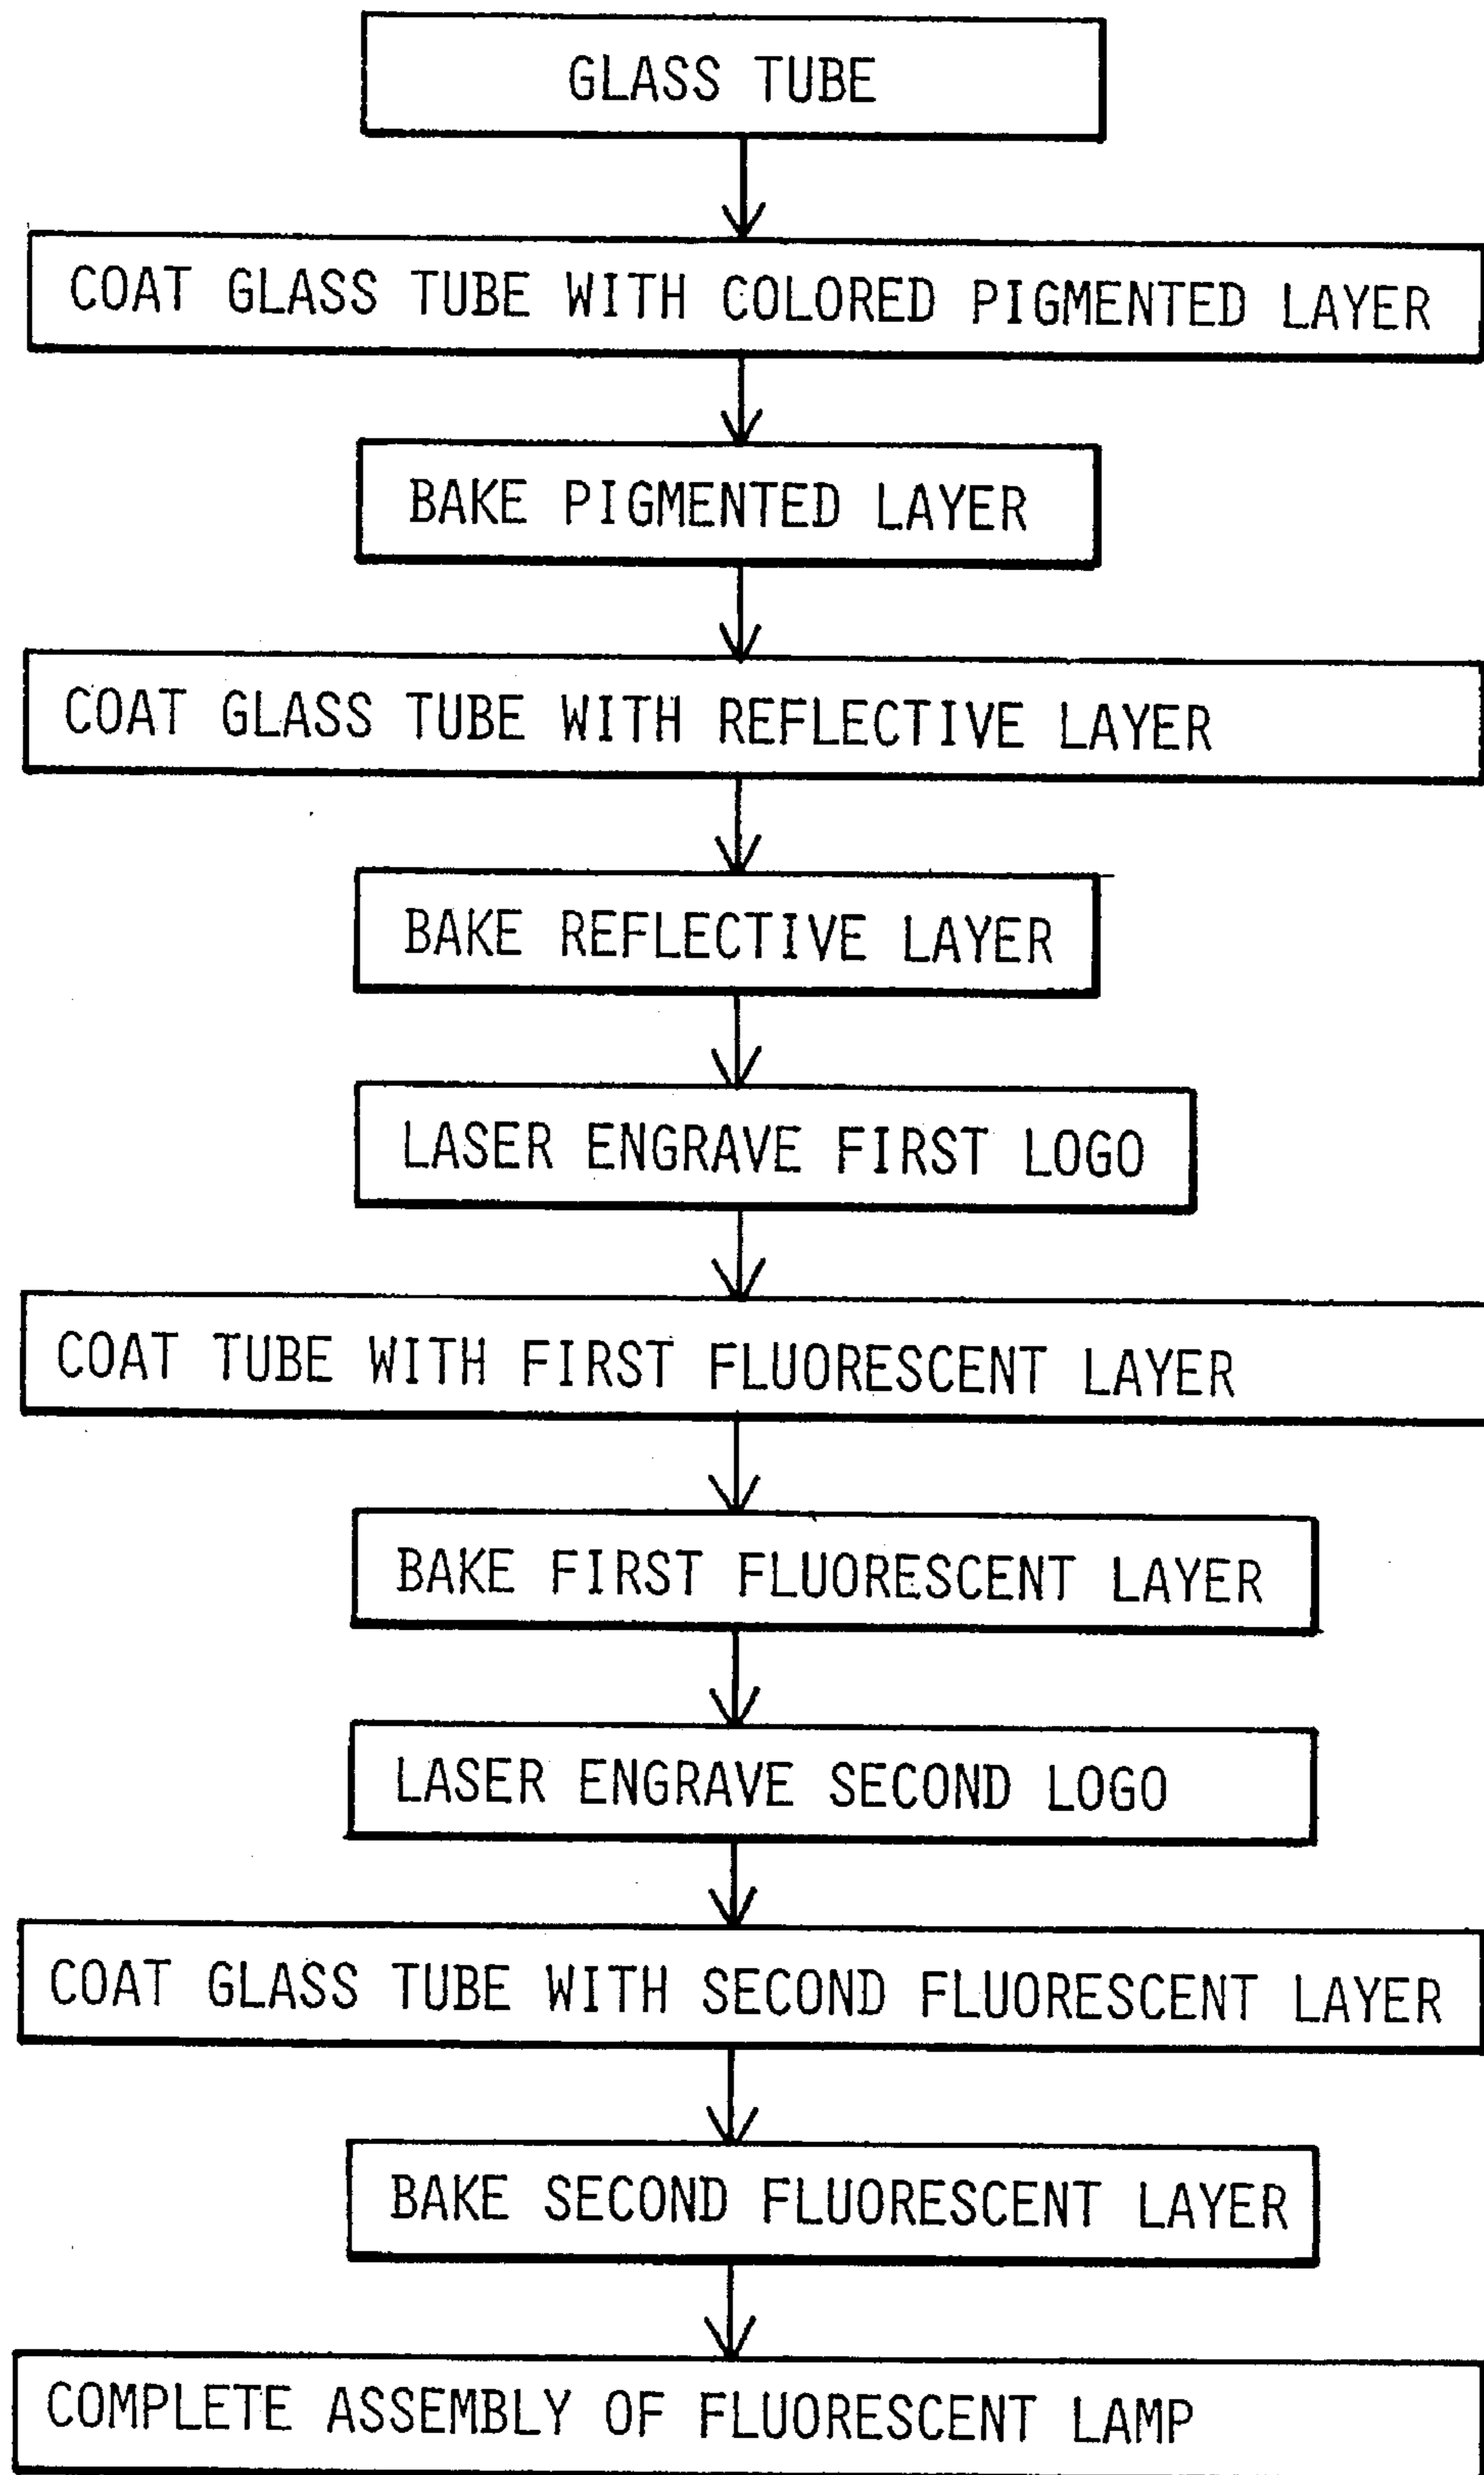 GLASS TUBE
COAT GLASS TUBE WITH COLORED PIGMENTED LAYER
BAKE PIGMENTED LAYER
COAT GLASS TUBE WITH REFLECTIVE LAYER
BAKE REFLECTIVE LAYER
LASER ENGRAVE FIRST LOGO
COAT TUBE WITH FIRST FLUORESCENT LAYER
BAKE FIRST FLUORESCENT LAYER
LASER ENGRAVE SECOND LOGO
COAT GLASS TUBE WITH SECOND FLUORESCENT LAYER
BAKE SECOND FLUORESCENT LAYER
COMPLETE ASSEMBLY OF FLUORESCENT LAMP